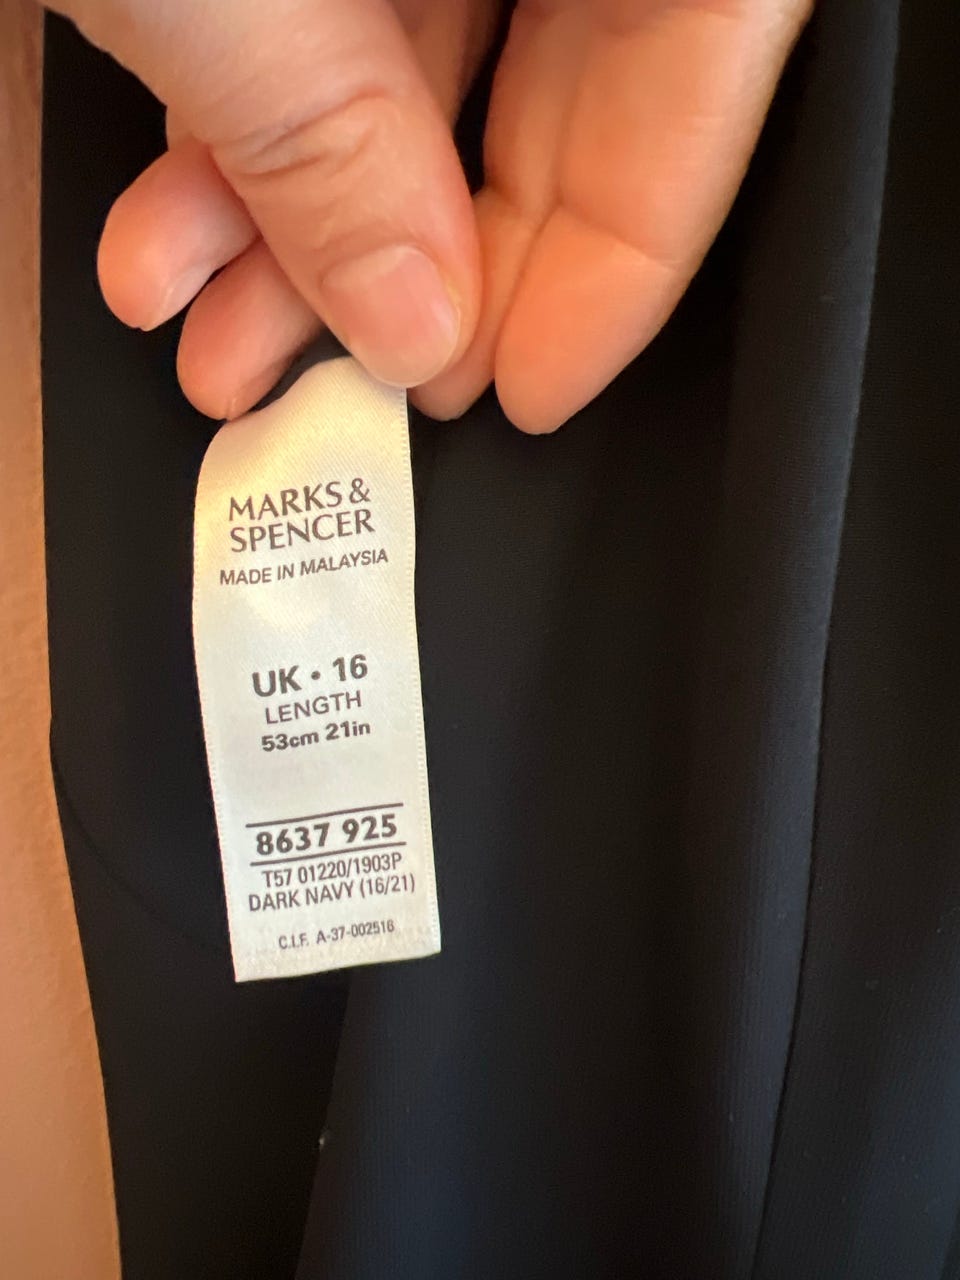 MARKS &
SPENCER
MADE IN MALAYSIA
UK • 16
LENGTH
53cm 21in
8637 925
T57 01220/1903P
DARK NAVY (16/21)
C.I.F. A-37-002516